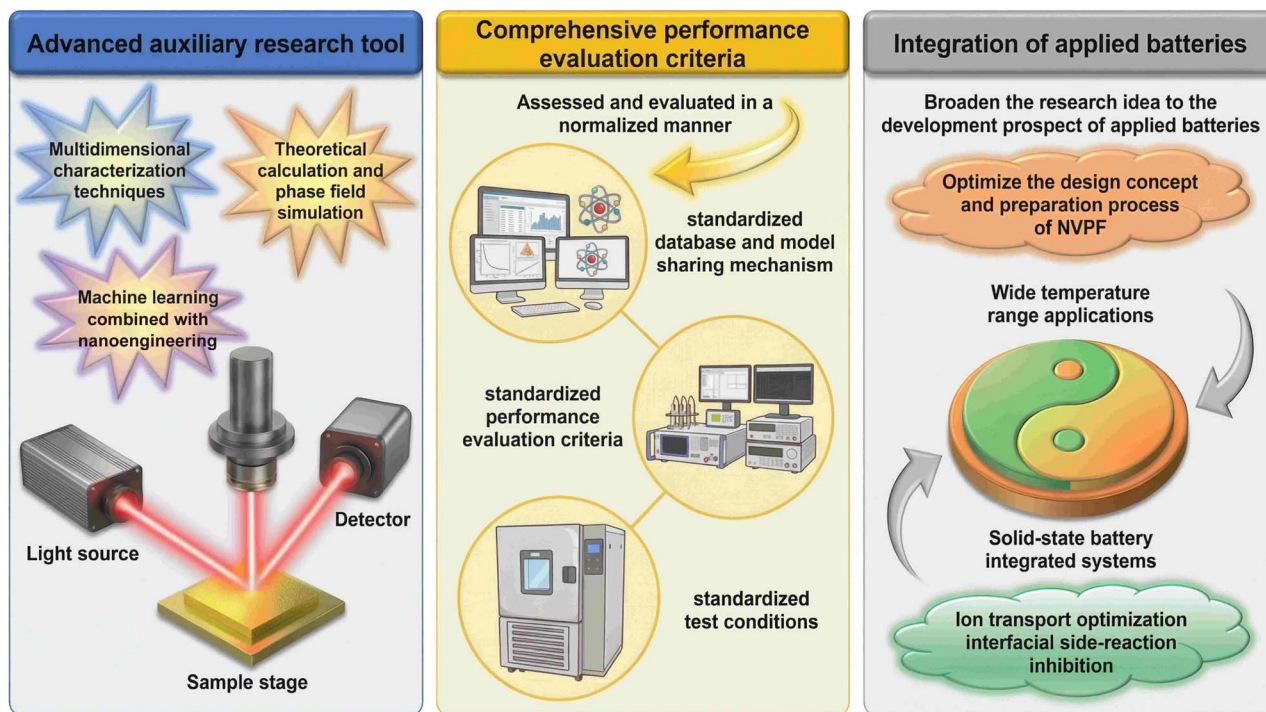 Advanced auxiliary research tool
Multidimensional
characterization
techniques
Theoretical
calculation and
phase field
simulation
Machine learning
combined with
nanoengineering
Light source
Detector
Sample stage
Comprehensive performance
evaluation criteria
Assessed and evaluated in a
normalized manner
standardized
database and model
sharing mechanism
standardized
performance
evaluation criteria
standardized
test conditions
Integration of applied batteries
Broaden the research idea to the
development prospect of applied batteries
Optimize the design concept
and preparation process
of NVPF
Wide temperature
range applications
Solid-state battery
integrated systems
Ion transport optimization
interfacial side-reaction
inhibition